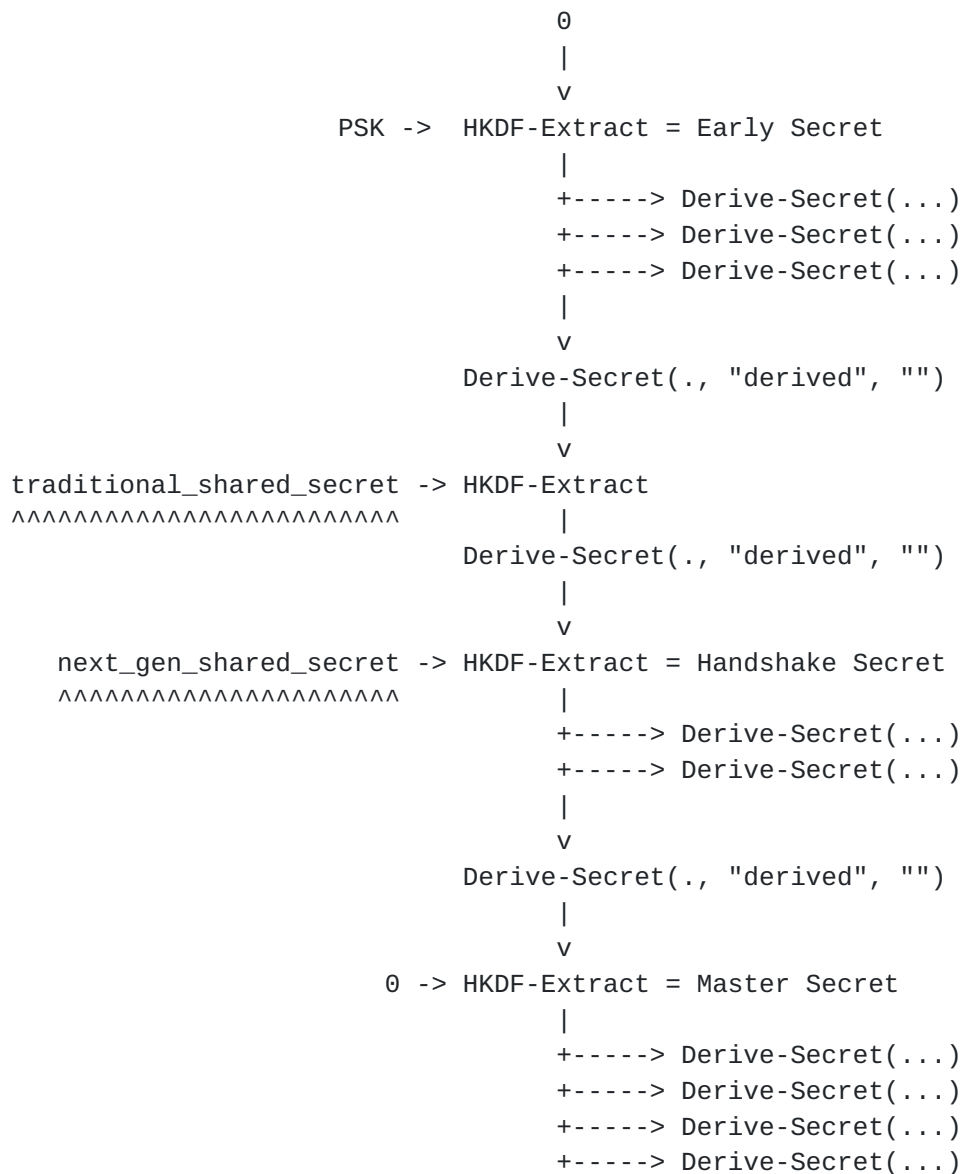 0
|
v
PSK ->  HKDF-Extract = Early Secret
|
+-----> Derive-Secret(...)
+-----> Derive-Secret(...)
+-----> Derive-Secret(...)
|
v
Derive-Secret(., "derived", "")
|
v
traditional_shared_secret -> HKDF-Extract
^^^^^^^^^^^^^^^^^^^^^^^^^          |
Derive-Secret(., "derived", "")
|
v
next_gen_shared_secret -> HKDF-Extract = Handshake Secret
^^^^^^^^^^^^^^^^^^^^^^          |
+-----> Derive-Secret(...)
+-----> Derive-Secret(...)
|
v
Derive-Secret(., "derived", "")
|
v
0 -> HKDF-Extract = Master Secret
|
+-----> Derive-Secret(...)
+-----> Derive-Secret(...)
+-----> Derive-Secret(...)
+-----> Derive-Secret(...)